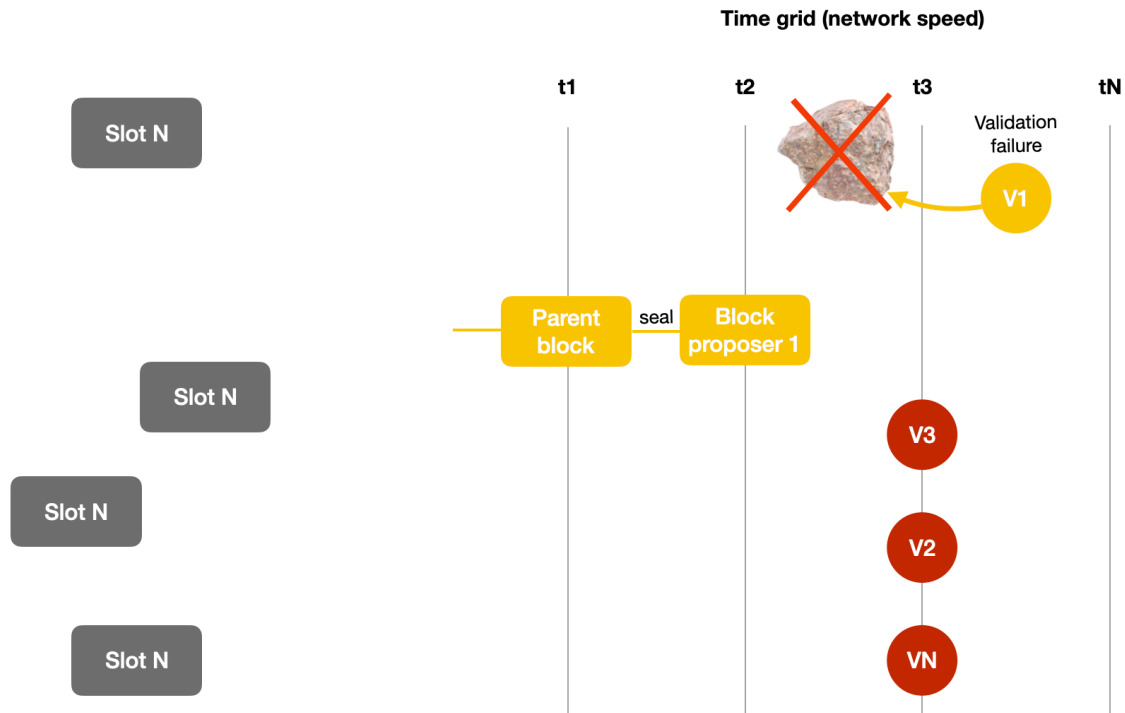 Time grid (network speed)
t1
t2
t3
tN
Slot N
Validation
failure
V1
Parent
block
seal
Block
proposer 1
Slot N
V3
Slot N
V2
Slot N
VN